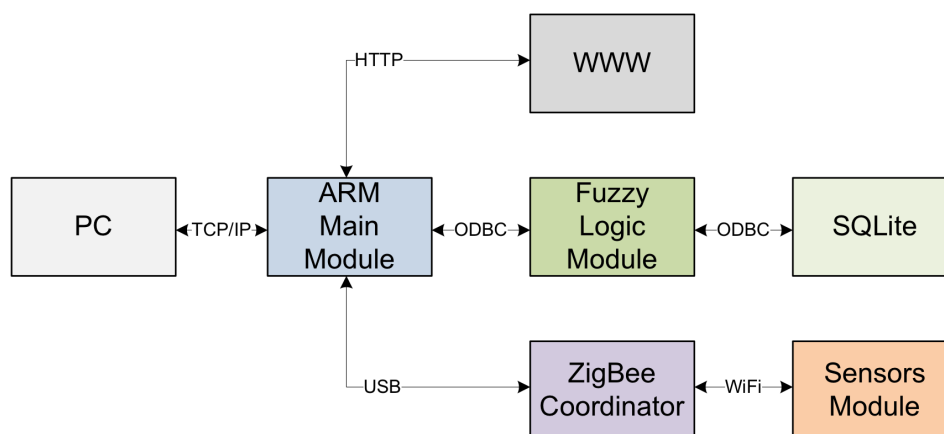 HTTP
WWW
PC
TCP/IP
ARM
Main
Module
ODBC
Fuzzy
Logic
Module
ODBC
SQLite
USB
ZigBee
Coordinator
WiFi
Sensors
Module